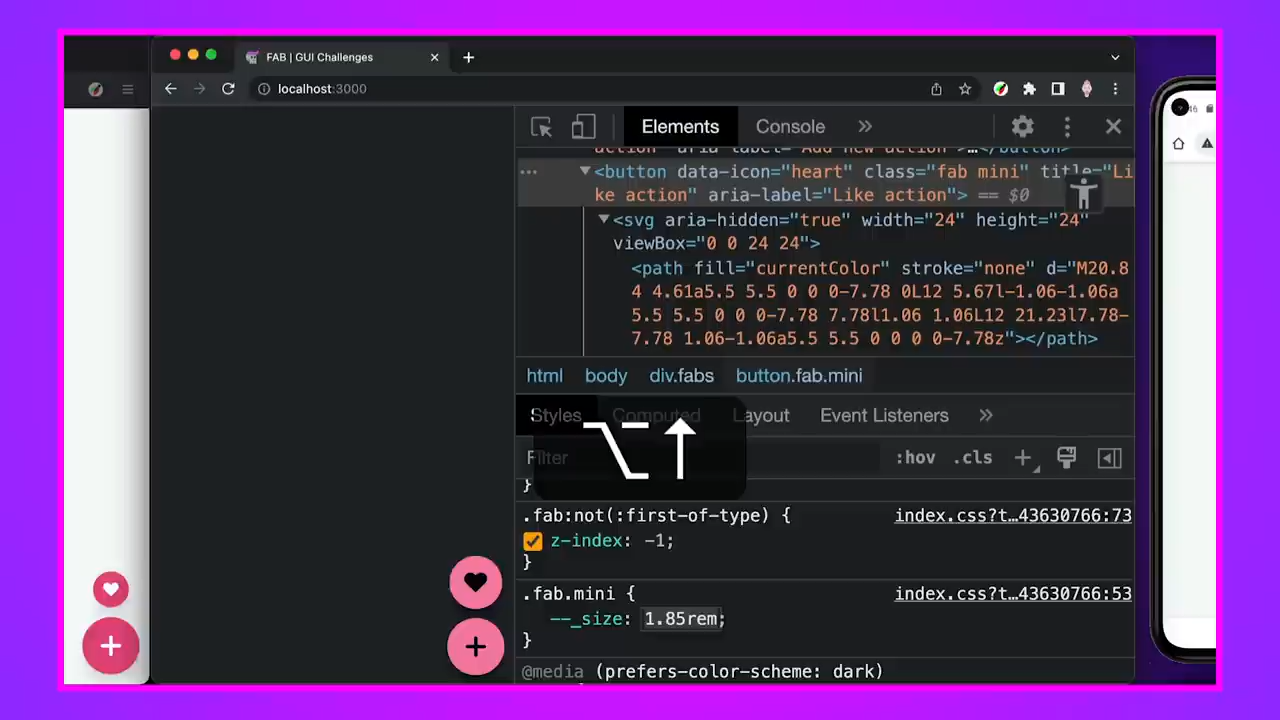 FAB | GUI Challenges
localhost:3000
Elements
Console
action" aria-label="Add new action">…</button>
<button data-icon="heart" class="fab mini" title="Li
ke action" aria-label="Like action"> == $0
<svg aria-hidden="true" width="24" height="24"
viewBox="0 0 24 24">
<path fill="currentColor" stroke="none" d="M20.8
4 4.61a5.5 5.5 0 0 0-7.78 0L12 5.67l-1.06-1.06a
5.5 5.5 0 0 0-7.78 7.78l1.06 1.06L12 21.23l7.78-
7.78 1.06-1.06a5.5 5.5 0 0 0 0-7.78z"></path>
html body div.fabs button.fab.mini
Styles Computed Layout Event Listeners
Filter
:hov .cls
⌥↑
}
.fab:not(:first-of-type) {
index.css?t…43630766:73
z-index: -1;
}
.fab.mini {
index.css?t…43630766:53
--_size: 1.85rem;
}
@media (prefers-color-scheme: dark)